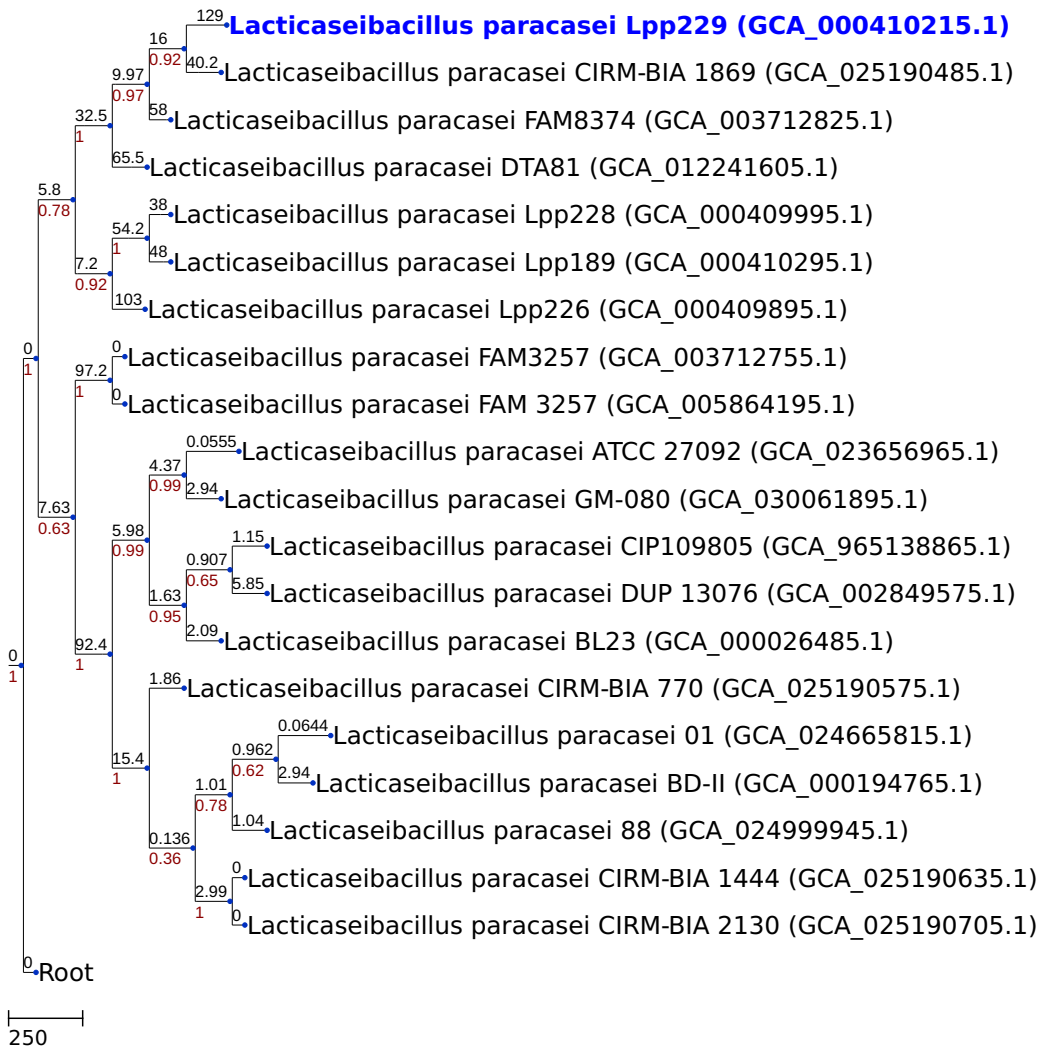 129
Lacticaseibacillus paracasei Lpp229 (GCA_000410215.1)
16
0.92
40.2
Lacticaseibacillus paracasei CIRM-BIA 1869 (GCA_025190485.1)
9.97
0.97
58
Lacticaseibacillus paracasei FAM8374 (GCA_003712825.1)
32.5
1
65.5
Lacticaseibacillus paracasei DTA81 (GCA_012241605.1)
5.8
0.78
38
Lacticaseibacillus paracasei Lpp228 (GCA_000409995.1)
54.2
1
48
Lacticaseibacillus paracasei Lpp189 (GCA_000410295.1)
7.2
0.92
103
Lacticaseibacillus paracasei Lpp226 (GCA_000409895.1)
0
1
0
Lacticaseibacillus paracasei FAM3257 (GCA_003712755.1)
97.2
1
0
Lacticaseibacillus paracasei FAM 3257 (GCA_005864195.1)
0.0555
Lacticaseibacillus paracasei ATCC 27092 (GCA_023656965.1)
4.37
0.99
2.94
Lacticaseibacillus paracasei GM-080 (GCA_030061895.1)
7.63
0.63
5.98
0.99
1.15
Lacticaseibacillus paracasei CIP109805 (GCA_965138865.1)
0.907
0.65
5.85
Lacticaseibacillus paracasei DUP 13076 (GCA_002849575.1)
1.63
0.95
2.09
Lacticaseibacillus paracasei BL23 (GCA_000026485.1)
92.4
1
0
1
1.86
Lacticaseibacillus paracasei CIRM-BIA 770 (GCA_025190575.1)
0.0644
Lacticaseibacillus paracasei 01 (GCA_024665815.1)
15.4
1
0.962
0.62
2.94
Lacticaseibacillus paracasei BD-II (GCA_000194765.1)
1.01
0.78
1.04
Lacticaseibacillus paracasei 88 (GCA_024999945.1)
0.136
0.36
0
Lacticaseibacillus paracasei CIRM-BIA 1444 (GCA_025190635.1)
2.99
1
0
Lacticaseibacillus paracasei CIRM-BIA 2130 (GCA_025190705.1)
0
Root
250